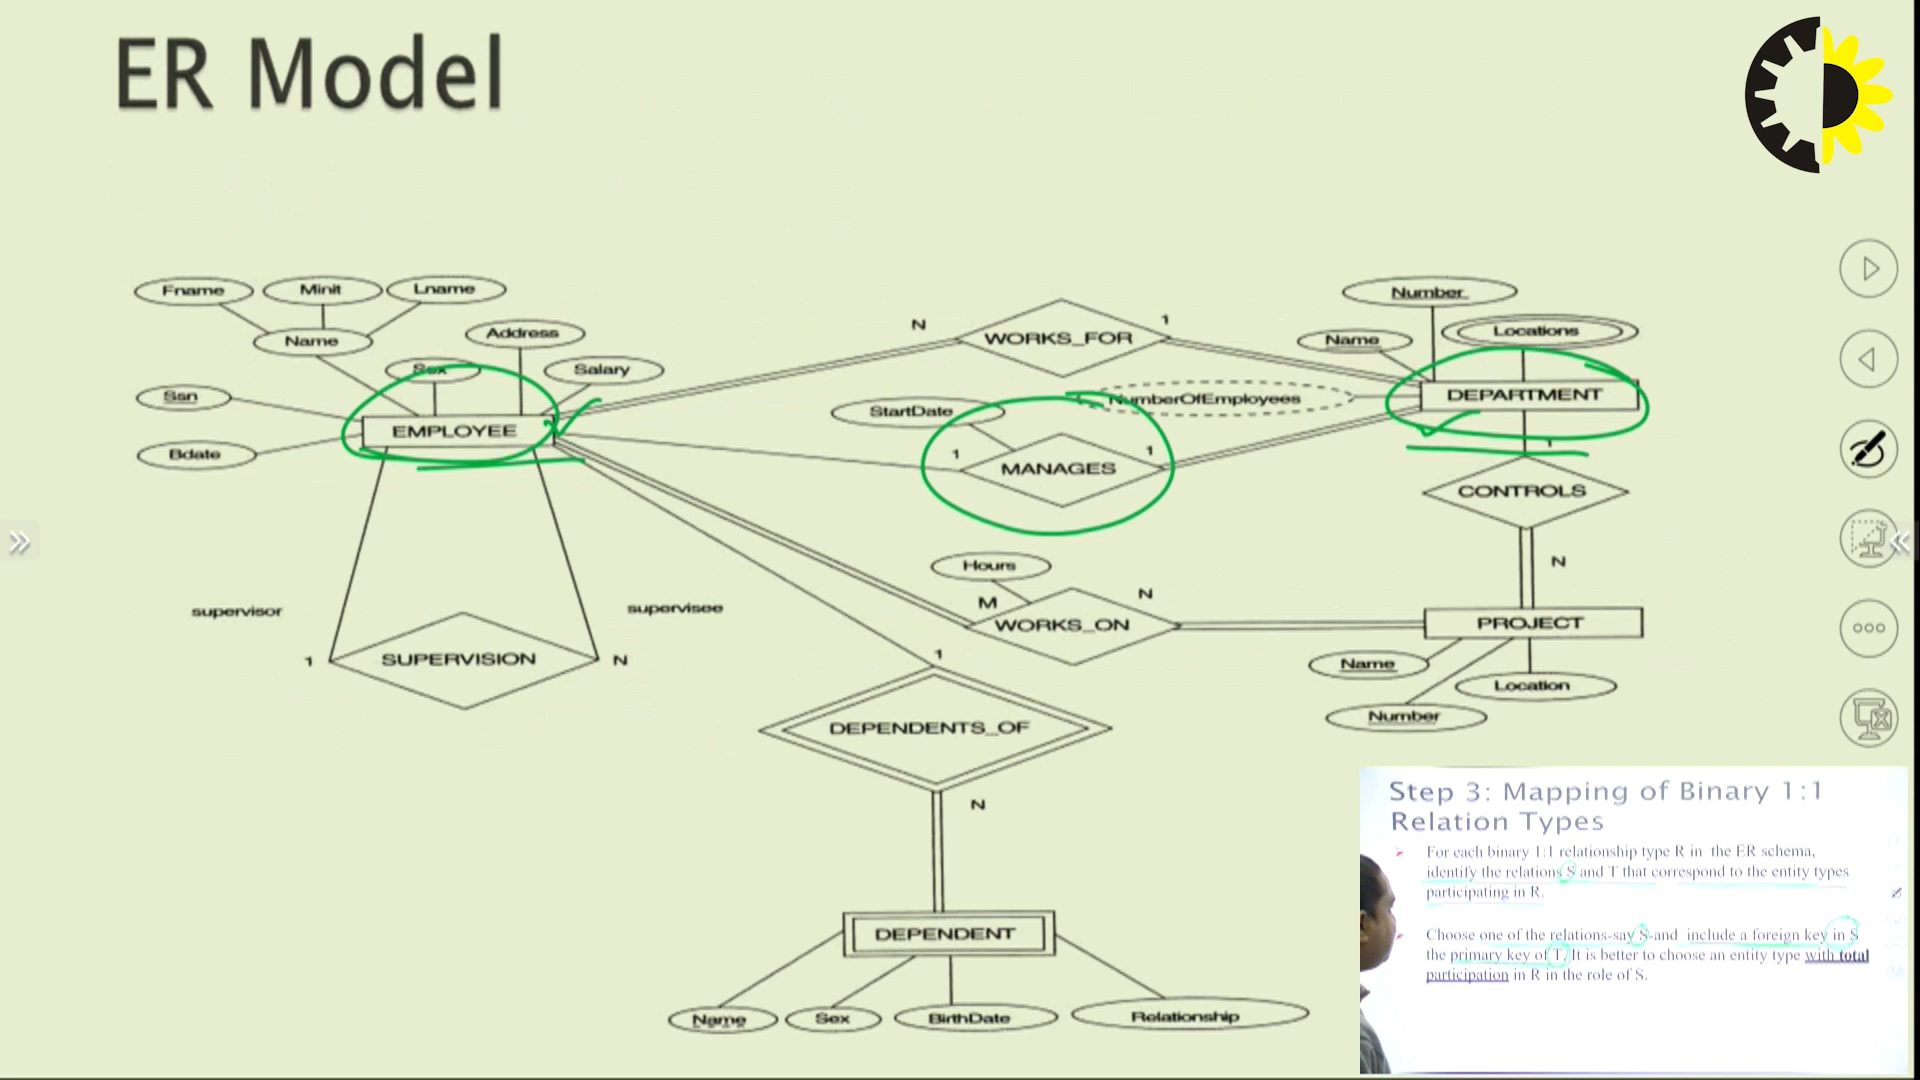 ER Model
Fname
Minit
Lname
Name
Address
Sex
Salary
Ssn
Bdate
EMPLOYEE
N
WORKS_FOR
1
Number
Name
Locations
DEPARTMENT
StartDate
NumberOfEmployees
1
MANAGES
1
1
CONTROLS
N
supervisor
supervisee
1
SUPERVISION
N
Hours
M
N
WORKS_ON
PROJECT
Name
Location
Number
1
DEPENDENTS_OF
N
DEPENDENT
Name
Sex
BirthDate
Relationship
Step 3: Mapping of Binary 1:1
Relation Types
For each binary 1:1 relationship type R in the ER schema,
identify the relations S and T that correspond to the entity types
participating in R.
Choose one of the relations-say S-and include a foreign key in S
the primary key of T. It is better to choose an entity type with total
participation in R in the role of S.